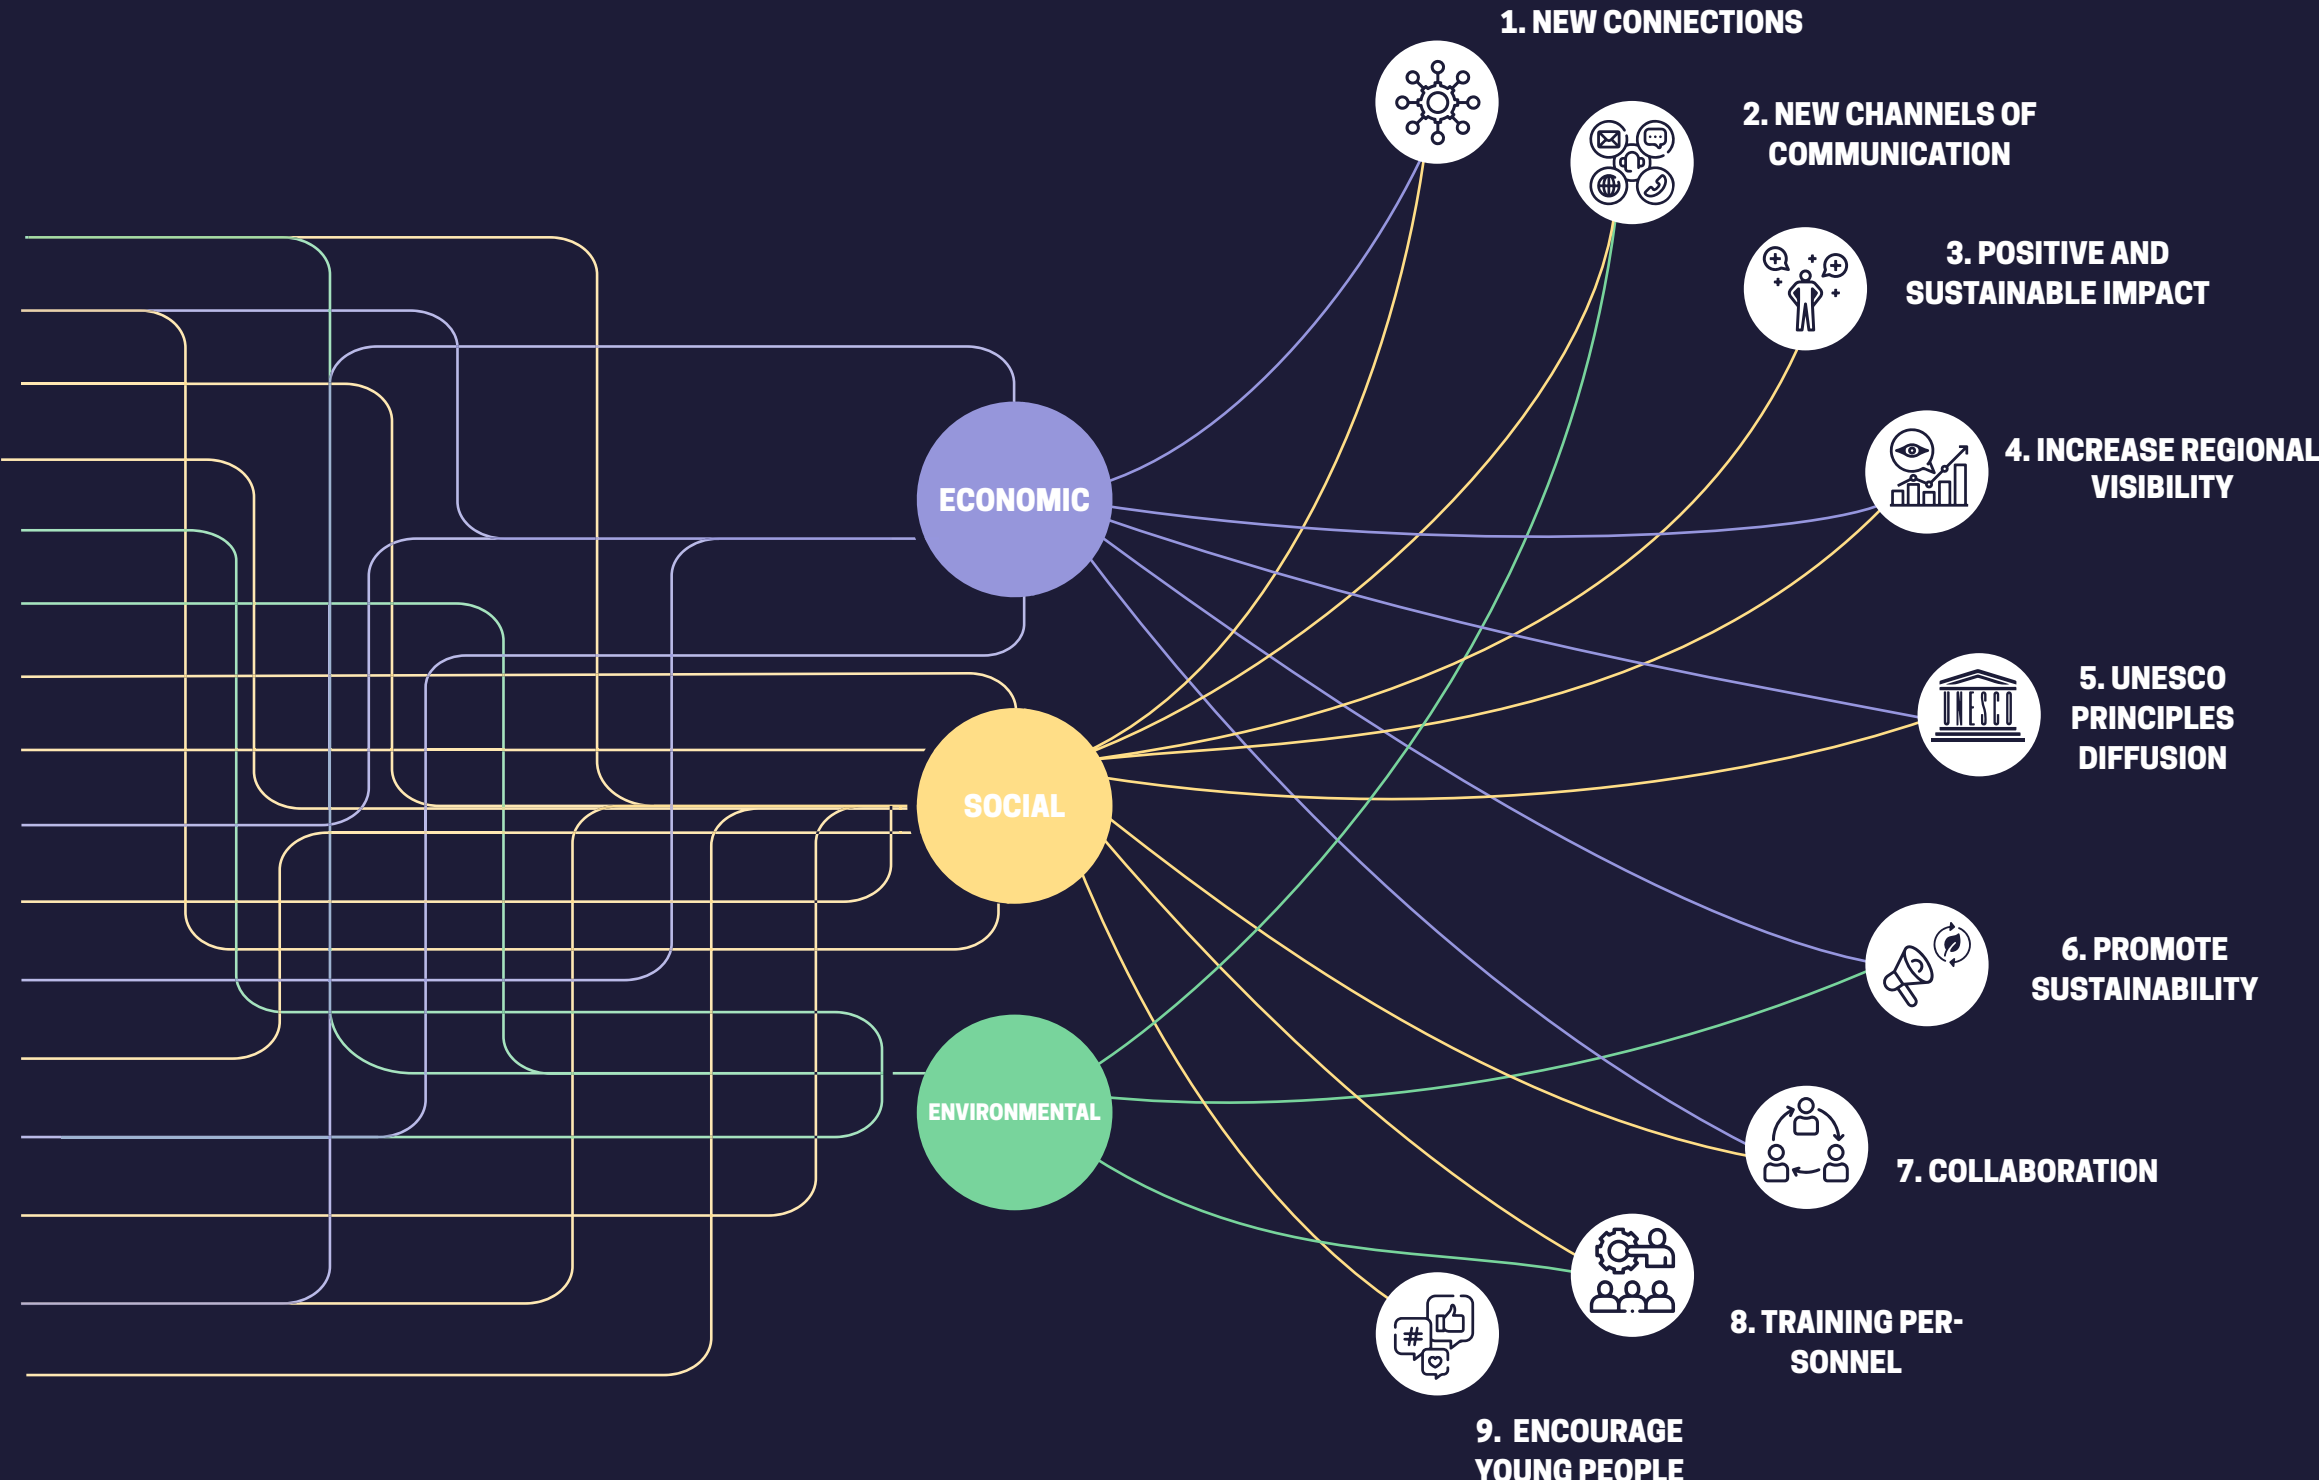 1. NEW CONNECTIONS
2. NEW CHANNELS OF
COMMUNICATION
3. POSITIVE AND
SUSTAINABLE IMPACT
4. INCREASE REGIONAL
VISIBILITY
ECONOMIC
5. UNESCO
PRINCIPLES
DIFFUSION
UNESCO
SOCIAL
6. PROMOTE
SUSTAINABILITY
ENVIRONMENTAL
7. COLLABORATION
8. TRAINING PER-
SONNEL
#
9. ENCOURAGE
YOUNG PEOPLE